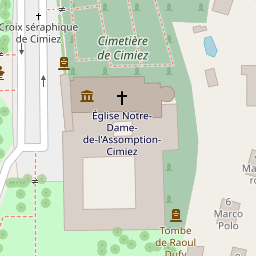 Croix séraphique
de Cimiez
Cimetière
de Cimiez
Église Notre-
Dame-
de-l'Assomption-
Cimiez
6
Marco
Polo
Tombe
de Raoul
Dufy